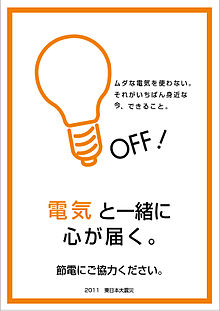 ムダな電気を使わない。
それがいちばん身近な
今、できること。
OFF!
電気と一緒に
心が届く。
節電にご協力ください。
2011 東日本大震災